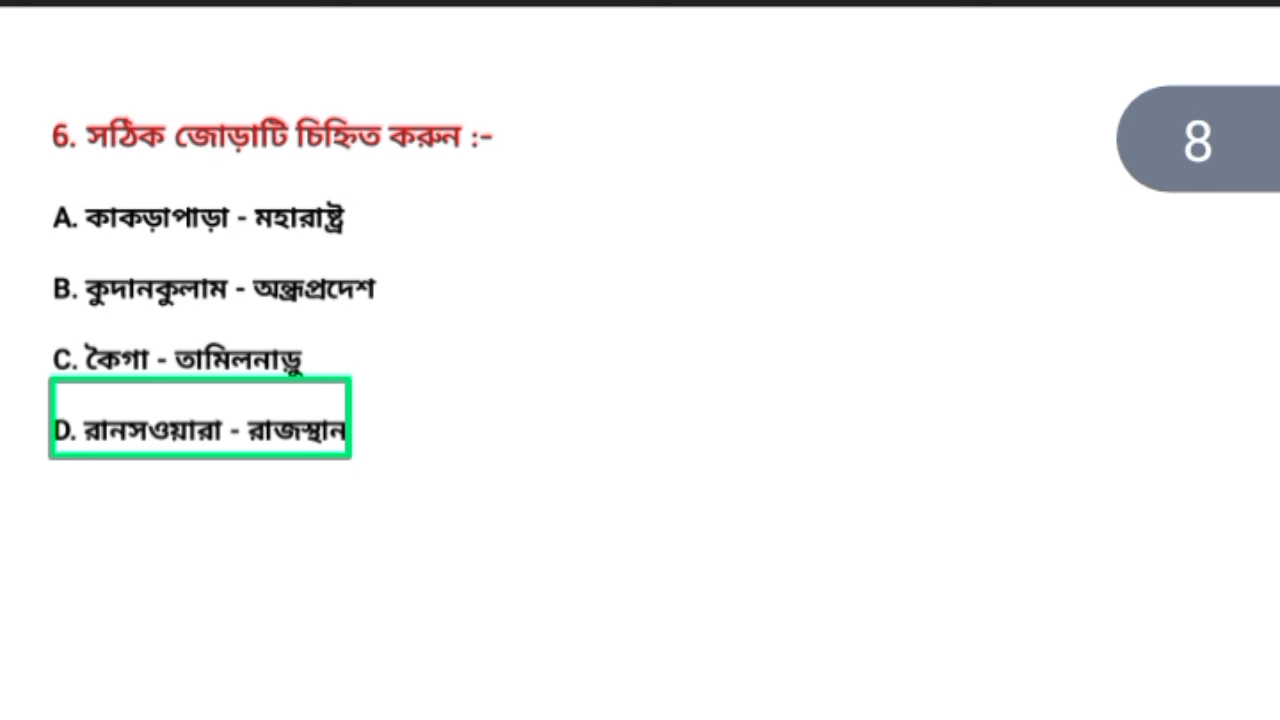 6. সঠিক জোড়াটি চিহ্নিত করুন :-
8
A. কাকড়াপাড়া - মহারাষ্ট্র
B. কুদানকুলাম - অন্ধ্রপ্রদেশ
C. কৈগা - তামিলনাড়ু
D. রানসওয়ারা - রাজস্থান